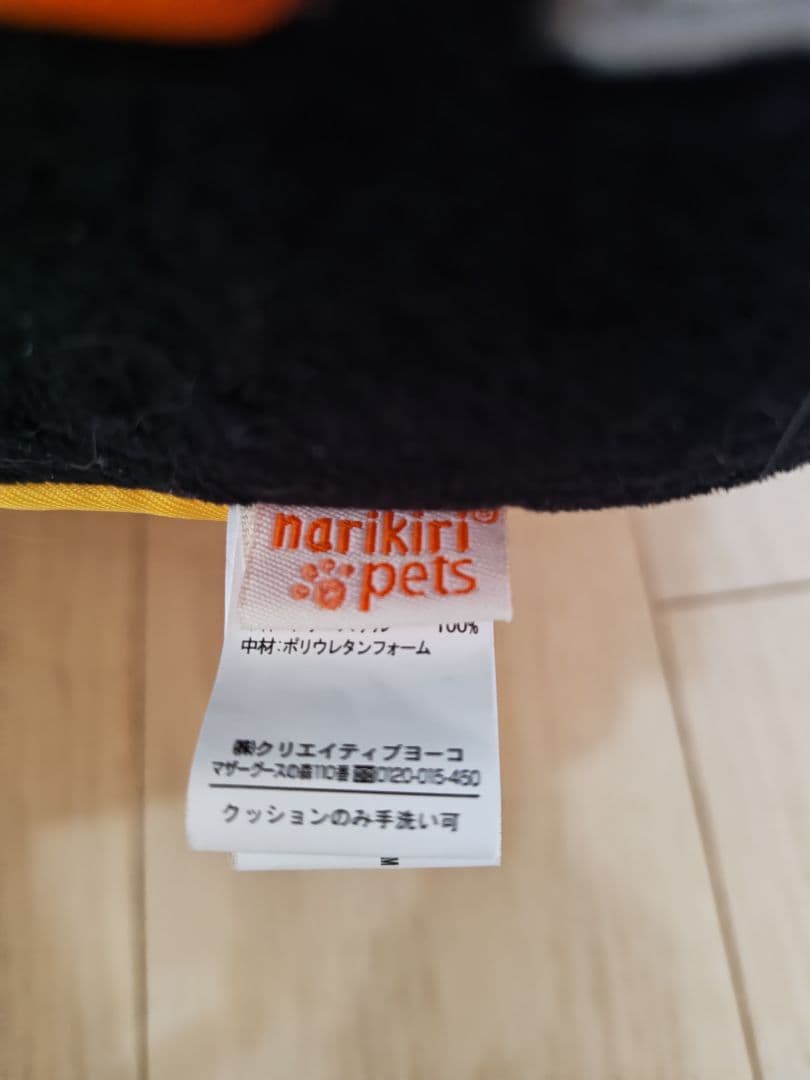 narikiri®
pets
100%
中材:ポリウレタンフォーム
㈱クリエイティブヨーコ
マザーグースの森110番 0120-015-450
クッションのみ手洗い可
M